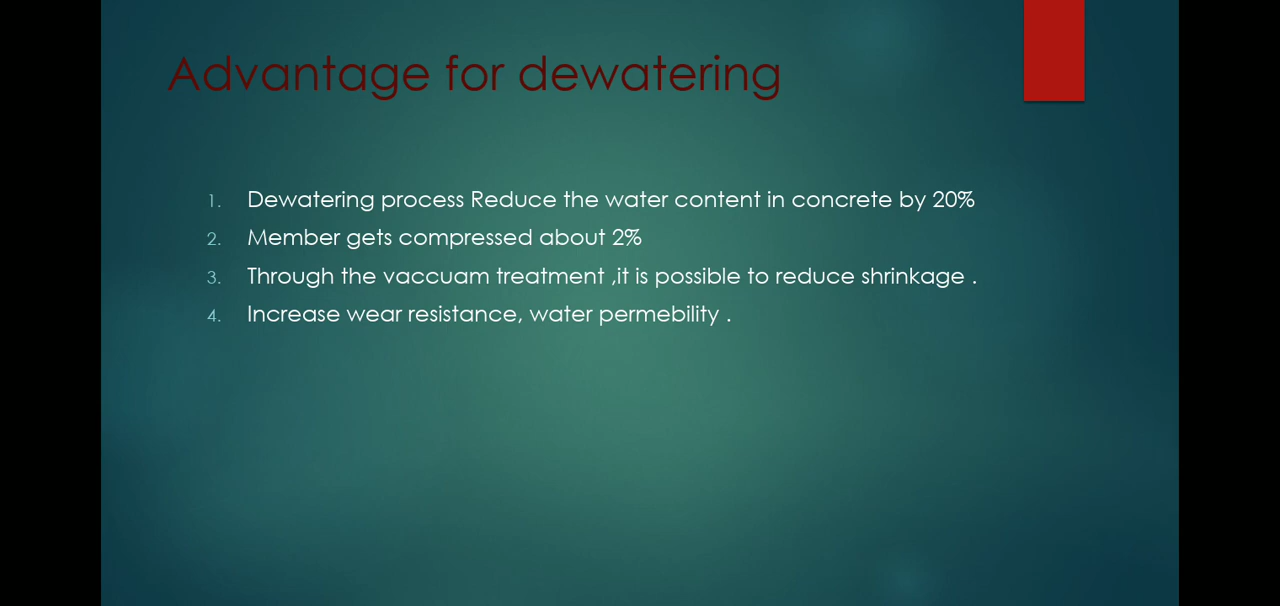 Advantage for dewatering
1. Dewatering process Reduce the water content in concrete by 20%
2. Member gets compressed about 2%
3. Through the vaccuam treatment ,it is possible to reduce shrinkage .
4. Increase wear resistance, water permebility .